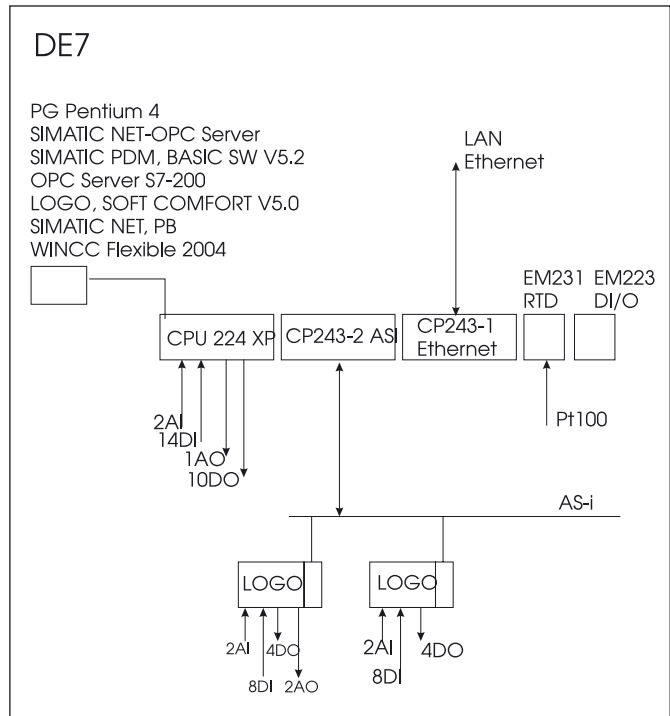 DE7
PG Pentium 4
SIMATIC NET-OPC Server
SIMATIC PDM, BASIC SW V5.2
OPC Server S7-200
LOGO, SOFT COMFORT V5.0
SIMATIC NET, PB
WINCC Flexible 2004
LAN
Ethernet
EM231
RTD
EM223
DI/O
CPU 224 XP
CP243-2 ASI
CP243-1
Ethernet
2AI
14DI
1AO
10DO
Pt100
AS-i
LOGO
LOGO
2AI
8DI
4DO
2AO
2AI
8DI
4DO